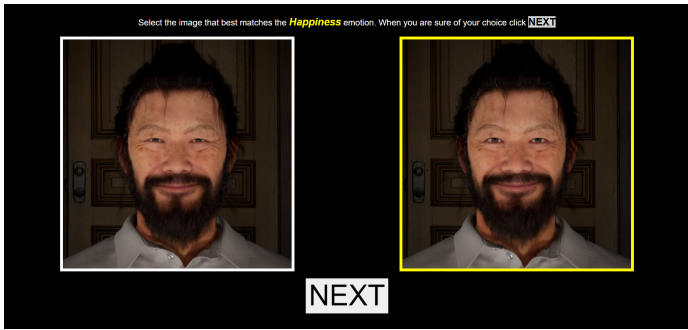 Select the image that best matches the Happiness emotion. When you are sure of your choice click NEXT
NEXT